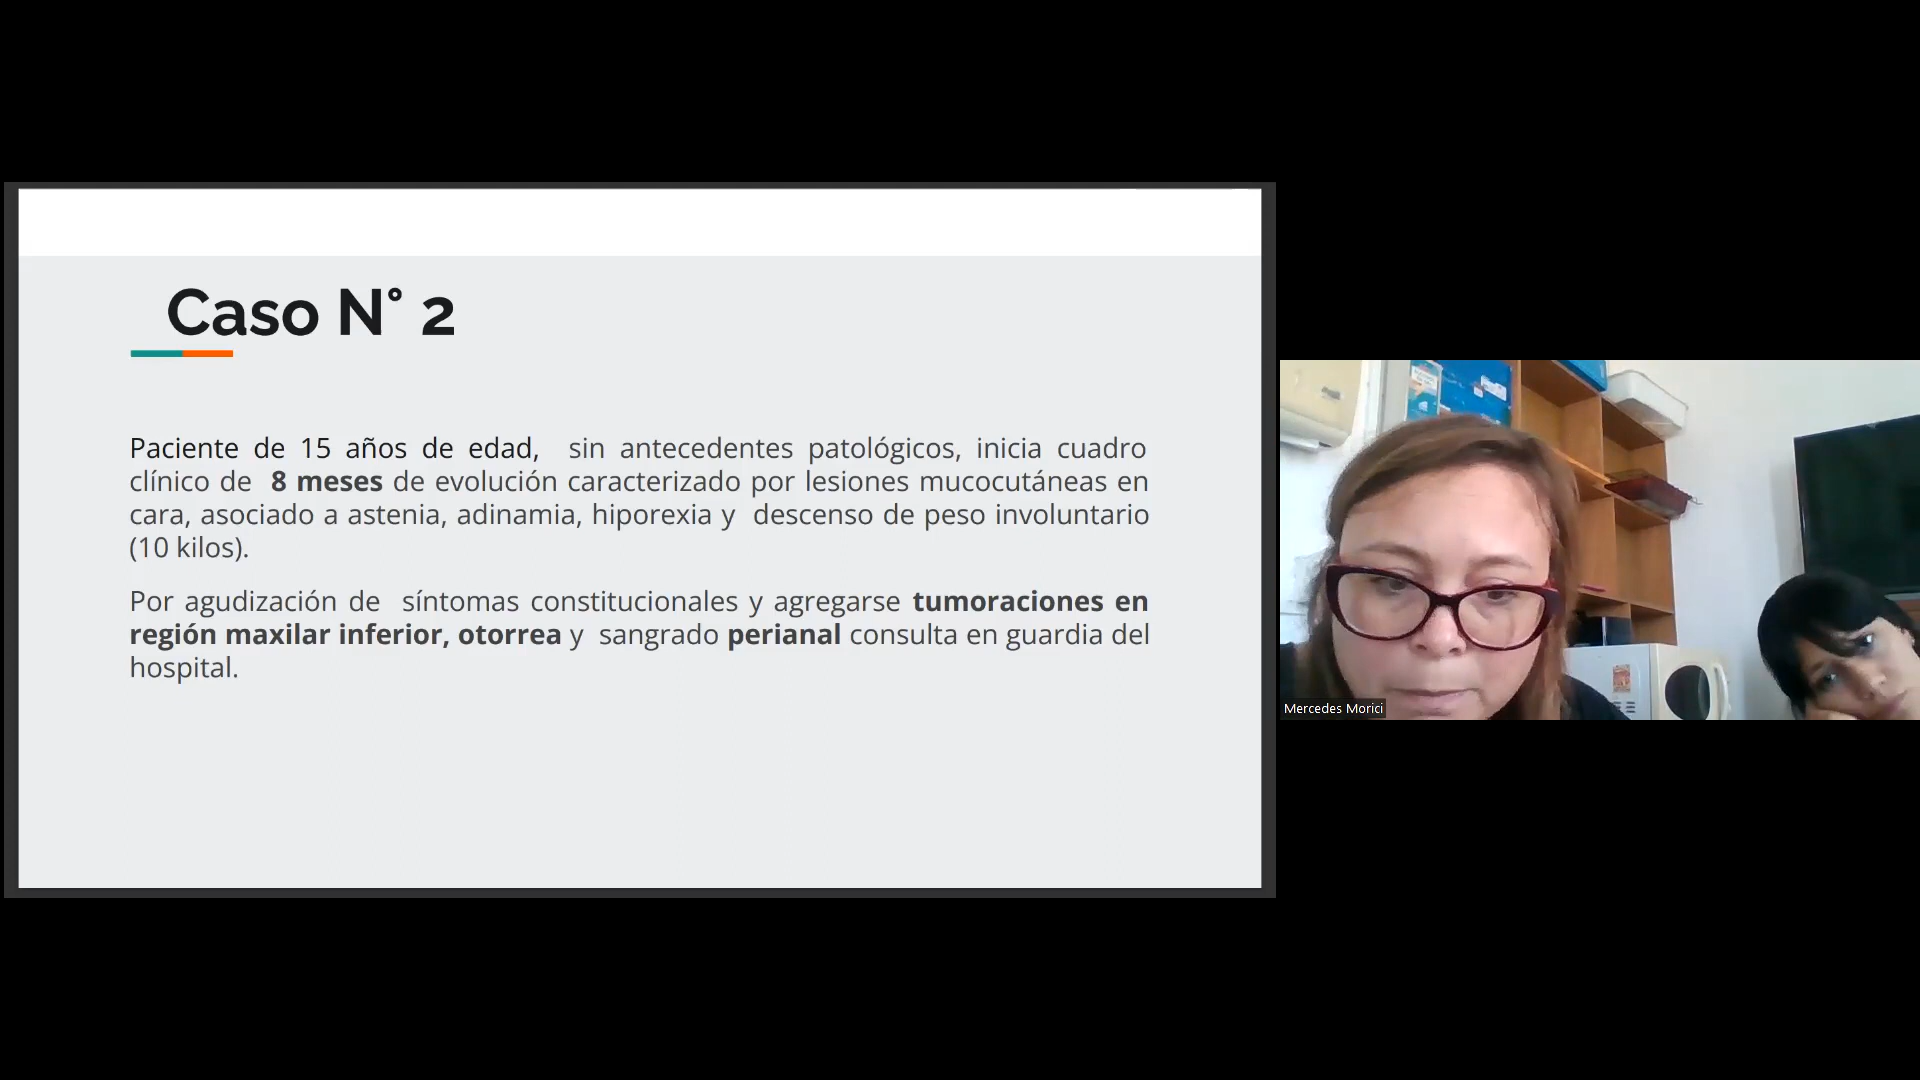 Caso N° 2
Paciente de 15 años de edad, sin antecedentes patológicos, inicia cuadro
clínico de 8 meses de evolución caracterizado por lesiones mucocutáneas en
cara, asociado a astenia, adinamia, hiporexia y descenso de peso involuntario
(10 kilos).
Por agudización de síntomas constitucionales y agregarse tumoraciones en
región maxilar inferior, otorrea y sangrado perianal consulta en guardia del
hospital.
Mercedes Morici